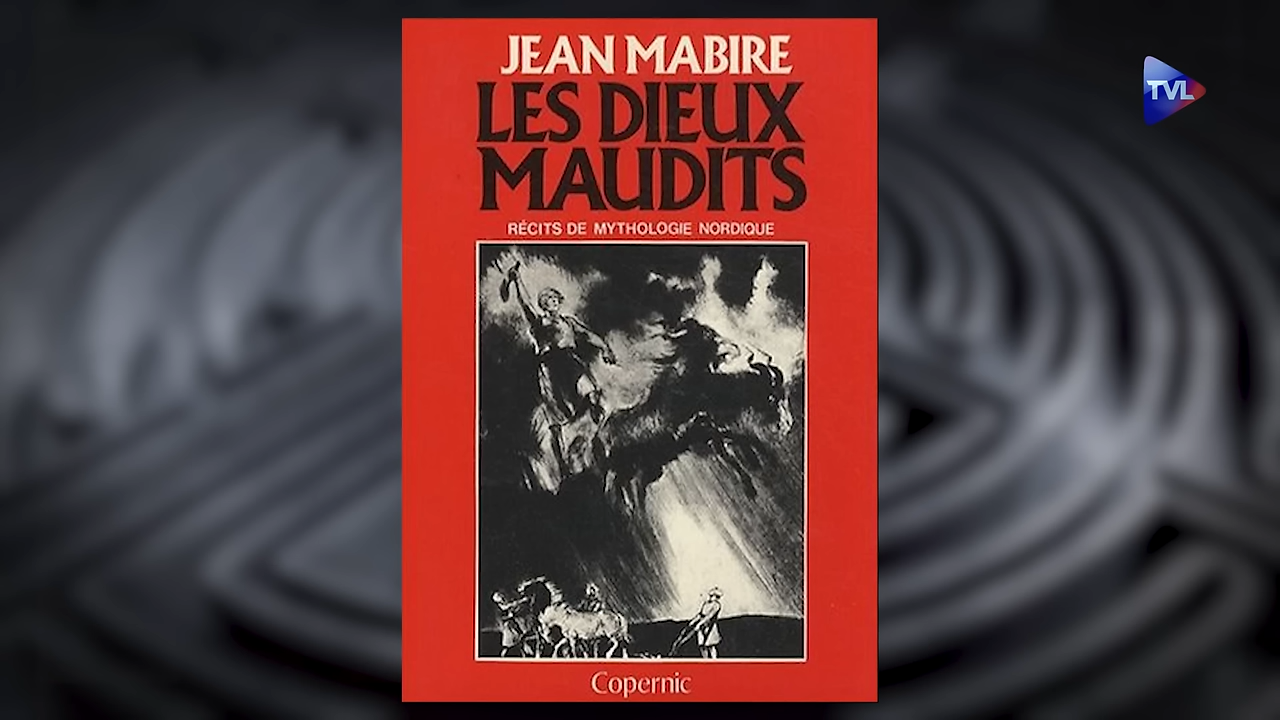 JEAN MABIRE
LES DIEUX
MAUDITS
RÉCITS DE MYTHOLOGIE NORDIQUE
Copernic
TVL